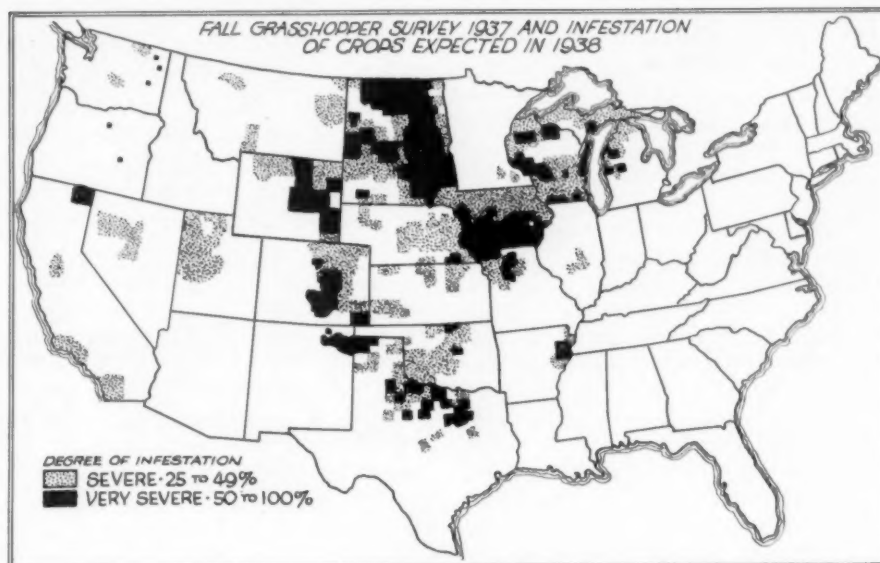 FALL GRASSHOPPER SURVEY 1937 AND INFESTATION
OF CROPS EXPECTED IN 1938
DEGREE OF INFESTATION
SEVERE·25 TO 49%
VERY SEVERE·50 TO 100%